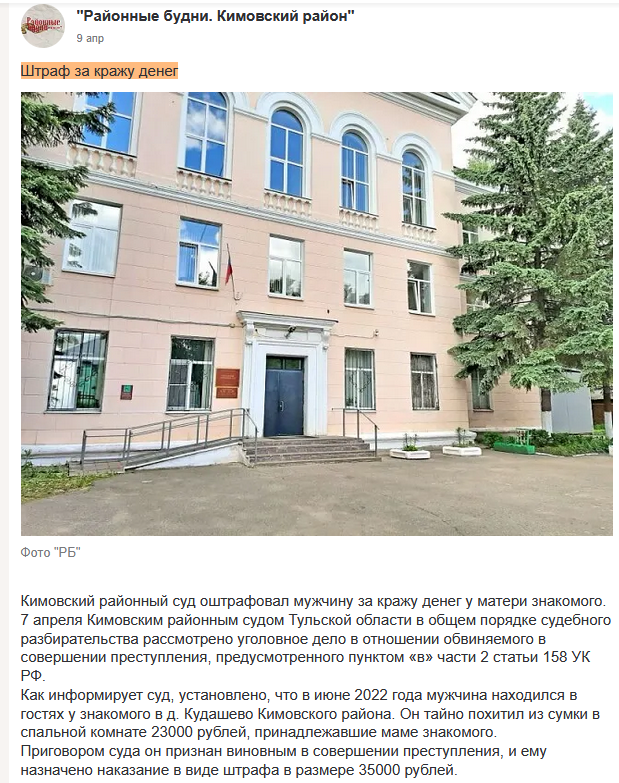 "Районные будни. Кимовский район"
9 апр
Штраф за кражу денег
Фото "РБ"
Кимовский районный суд оштрафовал мужчину за кражу денег у матери знакомого.
7 апреля Кимовским районным судом Тульской области в общем порядке судебного
разбирательства рассмотрено уголовное дело в отношении обвиняемого в
совершении преступления, предусмотренного пунктом «в» части 2 статьи 158 УК
РФ.
Как информирует суд, установлено, что в июне 2022 года мужчина находился в
гостях у знакомого в д. Кудашево Кимовского района. Он тайно похитил из сумки в
спальной комнате 23000 рублей, принадлежавшие маме знакомого.
Приговором суда он признан виновным в совершении преступления, и ему
назначено наказание в виде штрафа в размере 35000 рублей.